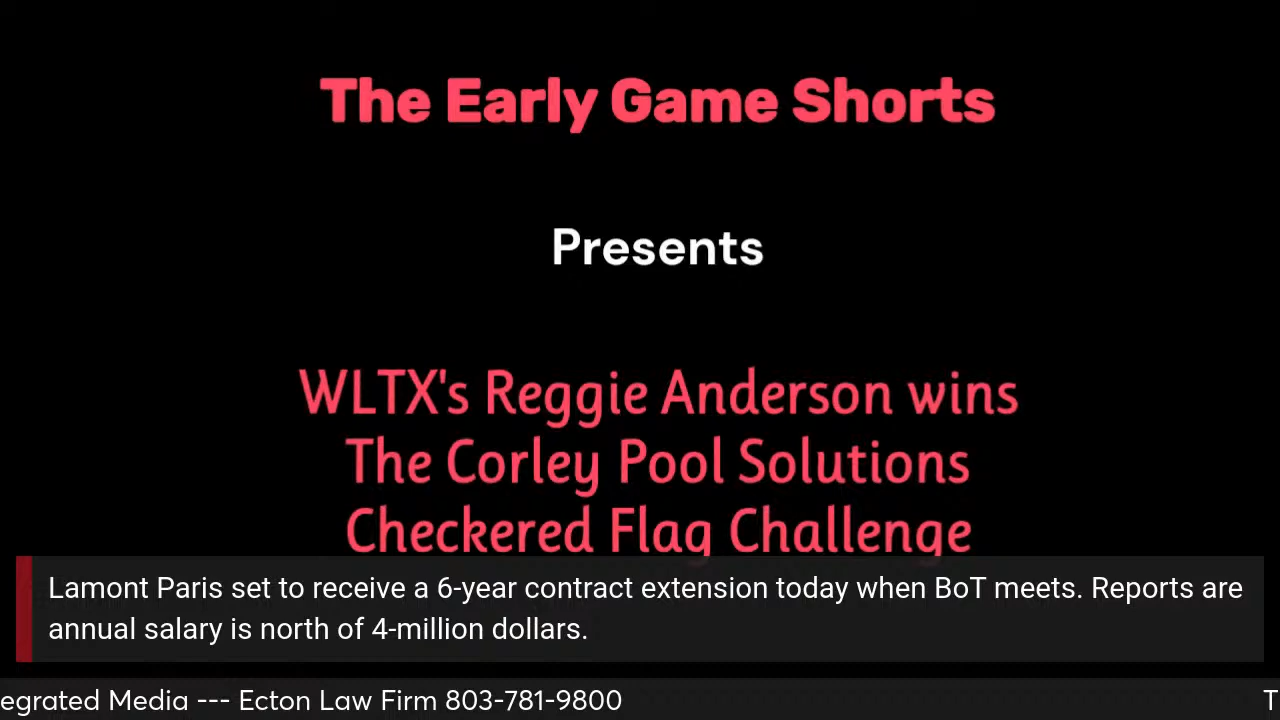 The Early Game Shorts
Presents
WLTX's Reggie Anderson wins
The Corley Pool Solutions
Checkered Flag Challenge
Lamont Paris set to receive a 6-year contract extension today when BoT meets. Reports are
annual salary is north of 4-million dollars.
egrated Media --- Ecton Law Firm 803-781-9800 T